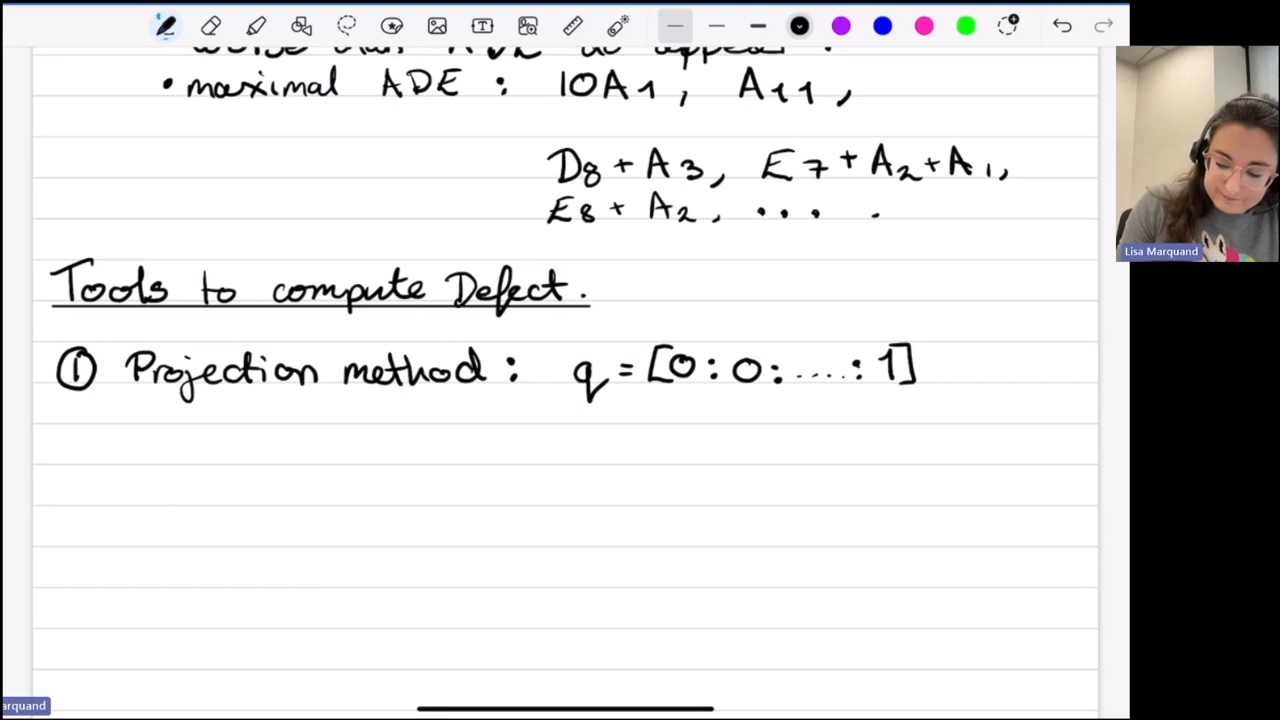 • maximal ADE : 10A1, A11,
D8 + A3, E7 + A2 + A1,
E8 + A2, ... .
Tools to compute Defect.
① Projection method : q = [0 : 0 : .... : 1]
Lisa Marquand
arquand